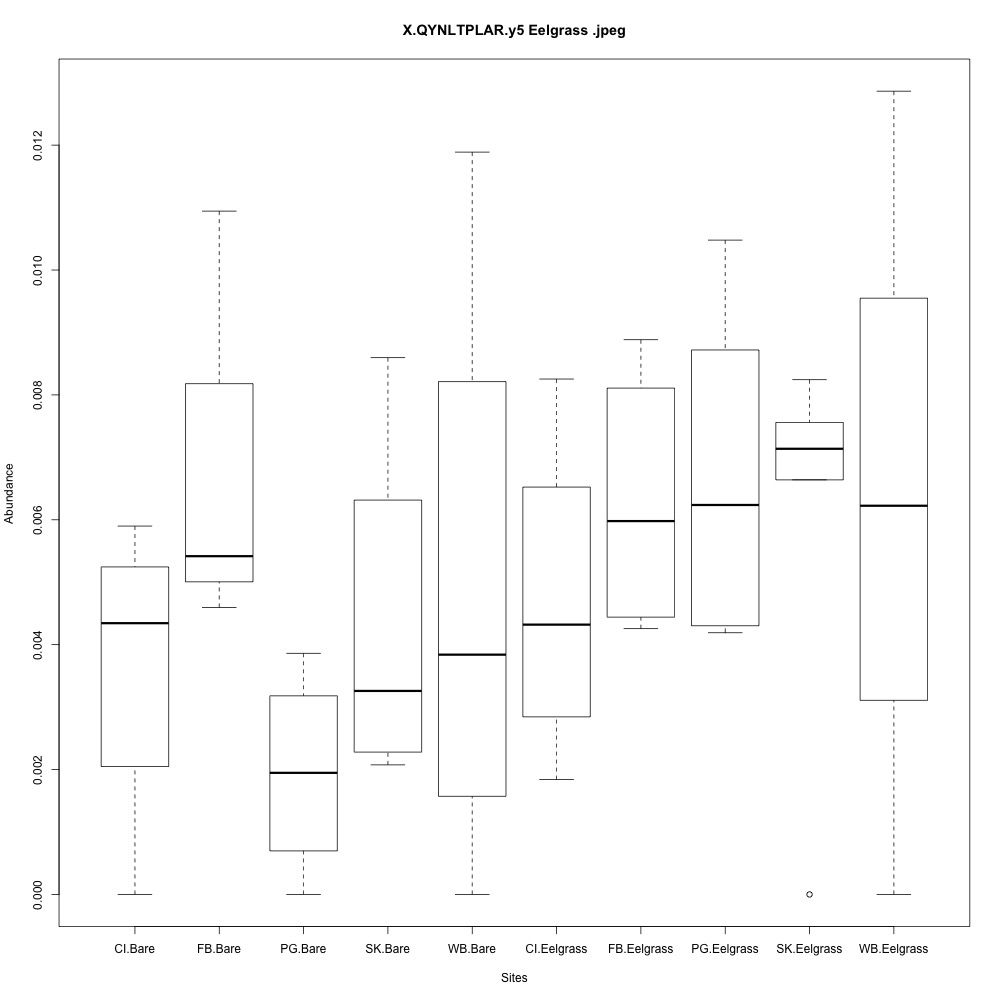 X.QYNLTPLAR.y5 Eelgrass .jpeg
Abundance
0.012
0.010
0.008
0.006
0.004
0.002
0.000
CI.Bare FB.Bare PG.Bare SK.Bare WB.Bare CI.Eelgrass FB.Eelgrass PG.Eelgrass SK.Eelgrass WB.Eelgrass
Sites